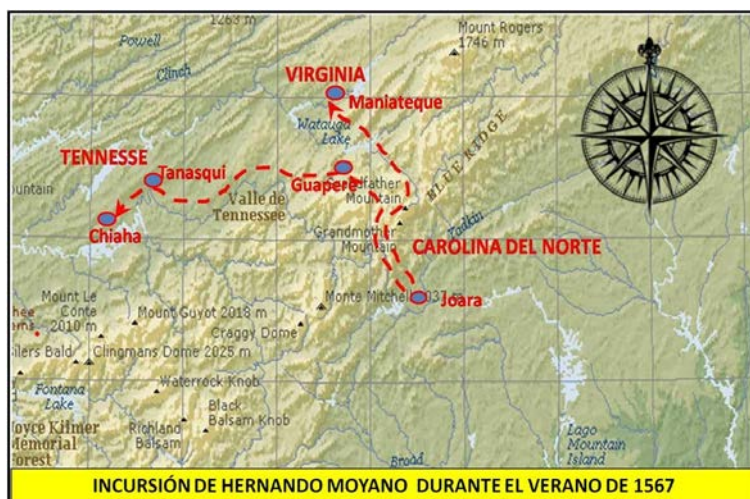 1263 m
Mount Rogers
1746 m
Powell
Clinch
VIRGINIA
Maniateque
Watauga
Lake
TENNESSE
Tanasqui
Guapere
BLUE RIDGE
Mountain
Valle de
Tennessee
Grandfather
Mountain
Yadkin
Chiaha
Grandmother
Mountain
CAROLINA DEL NORTE
Joara
Mount Le
Conte
2010 m
Mount Guyot 2018 m
Monte Mitchell 2037 m
Craggy Dome
Clingmans Dome 2025 m
Waterrock Knob
Fontana
Lake
Black
Balsam Knob
Richland
Balsam
Joyce Kilmer
Memorial
Forest
Broad
Lago
Mountain
Island
INCURSIÓN DE HERNANDO MOYANO DURANTE EL VERANO DE 1567